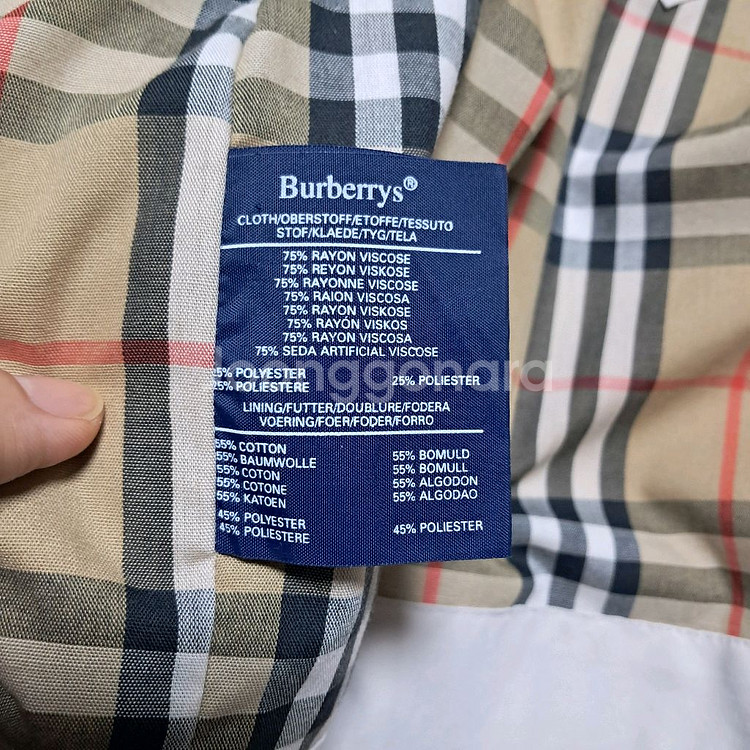 Burberrys®
CLOTH/OBERSTOFF/ETOFFE/TESSUTO
STOF/KLAEDE/TYG/TELA
75% RAYON VISCOSE
75% REYON VISKOSE
75% RAYONNE VISCOSE
75% RAION VISCOSA
75% RAYON VISKOSE
75% RAYÓN VISKOS
75% RAYON VISCOSA
75% SEDA ARTIFICIAL VISCOSE
25% POLYESTER
25% POLIESTERE
25% POLIESTER
joonggonara
LINING/FUTTER/DOUBLURE/FODERA
VOERING/FOER/FODER/FORRO
55% COTTON
55% BAUMWOLLE
55% COTON
55% COTONE
55% KATOEN
55% BOMULD
55% BOMULL
55% ALGODON
55% ALGODAO
45% POLYESTER
45% POLIESTERE
45% POLIESTER